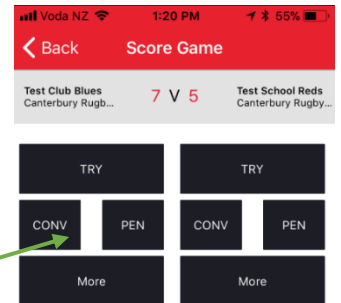 Voda NZ 1:20 PM 55%
Back Score Game
Test Club Blues 7 V 5 Test School Reds
Canterbury Rugb... Canterbury Rugby...
TRY TRY
CONV PEN CONV PEN
More More